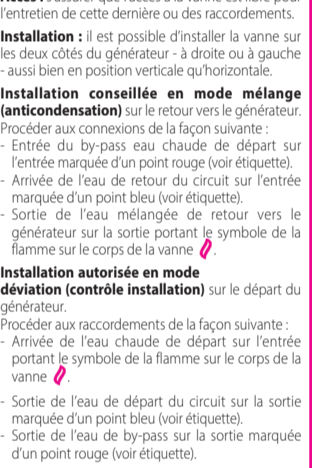 l'entretien de cette dernière ou des raccordements.
Installation : il est possible d'installer la vanne sur
les deux côtés du générateur - à droite ou à gauche
- aussi bien en position verticale qu'horizontale.
Installation conseillée en mode mélange
(anticondensation) sur le retour vers le générateur.
Procéder aux connexions de la façon suivante :
- Entrée du by-pass eau chaude de départ sur
l'entrée marquée d'un point rouge (voir étiquette).
- Arrivée de l'eau de retour du circuit sur l'entrée
marquée d'un point bleu (voir étiquette).
- Sortie de l'eau mélangée de retour vers le
générateur sur la sortie portant le symbole de la
flamme sur le corps de la vanne .
Installation autorisée en mode
déviation (contrôle installation) sur le départ du
générateur.
Procéder aux raccordements de la façon suivante :
- Arrivée de l'eau chaude de départ sur l'entrée
portant le symbole de la flamme sur le corps de la
vanne .
- Sortie de l'eau de départ du circuit sur la sortie
marquée d'un point bleu (voir étiquette).
- Sortie de l'eau de by-pass sur la sortie marquée
d'un point rouge (voir étiquette).